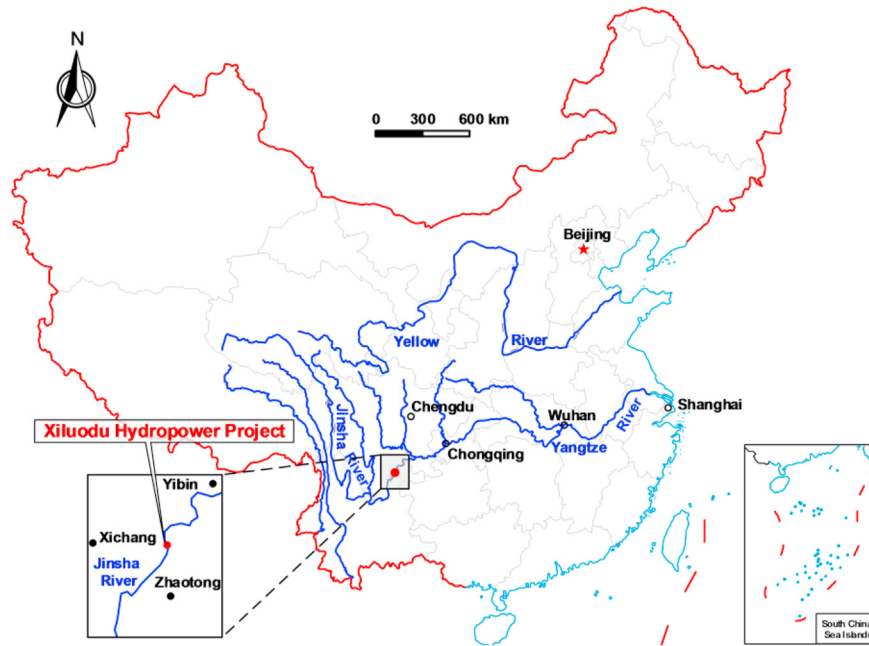 N
0 300 600 km
Beijing
Yellow
River
Chengdu
Wuhan
River
Shanghai
Jinsha
River
Xiluodu Hydropower Project
Chongqing
Yangtze
Yibin
Xichang
Jinsha
River
Zhaotong
South China
Sea Islands